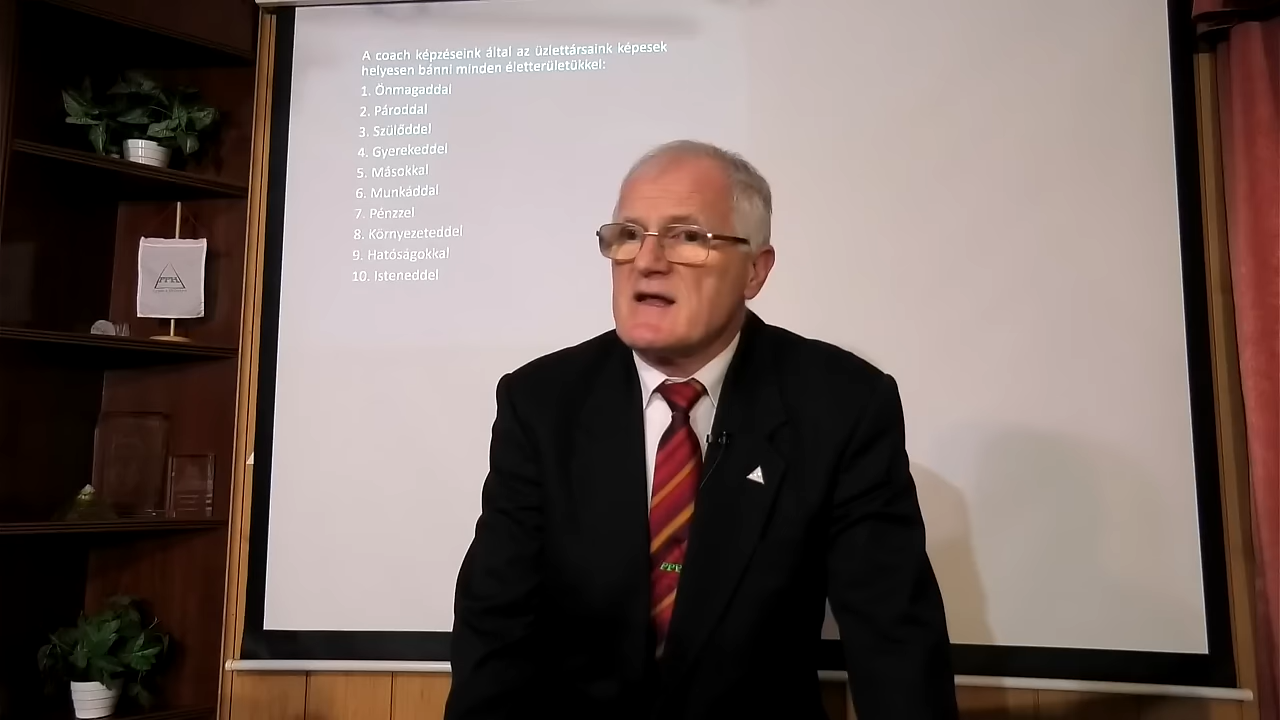 A coach képzéseink által az üzlettársaink képesek
helyesen bánni minden életterületükkel:
1. Önmagaddal
2. Pároddal
3. Szülőddel
4. Gyerekeddel
5. Másokkal
6. Munkáddal
7. Pénzzel
8. Környezeteddel
9. Hatóságokkal
10. Isteneddel